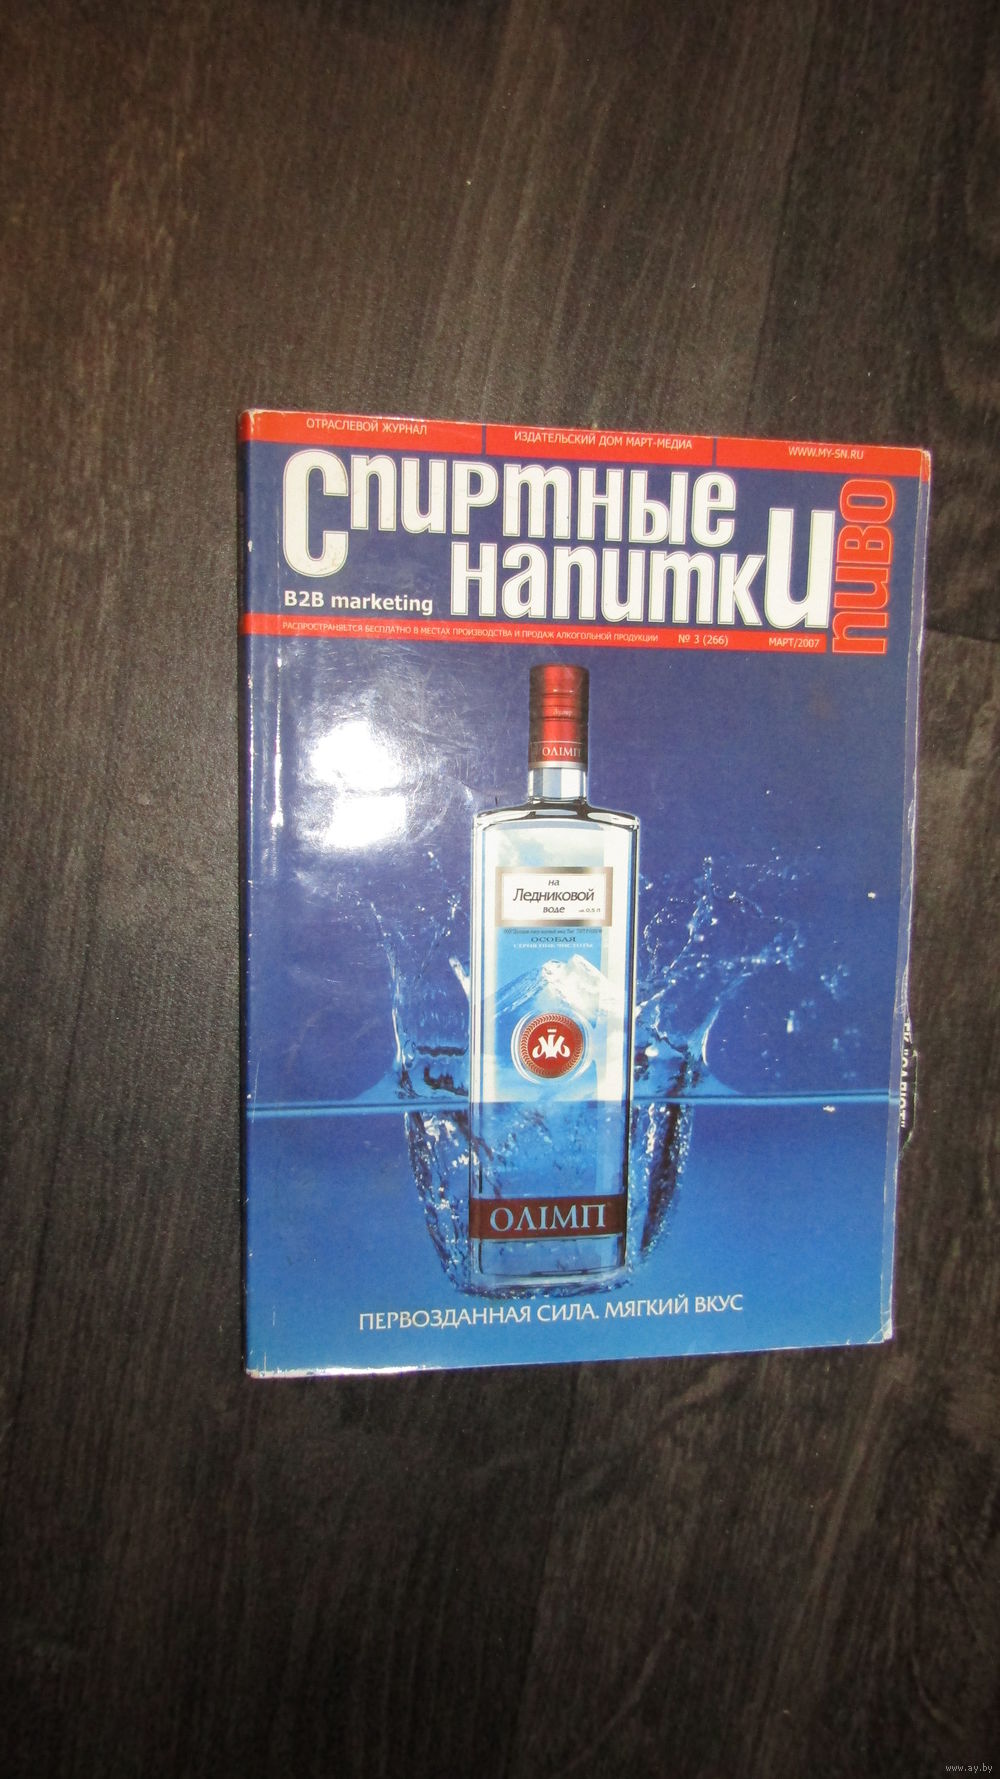 ОТРАСЛЕВОЙ ЖУРНАЛ
ИЗДАТЕЛЬСКИЙ ДОМ МАРТ-МЕДИА
WWW.MY-SN.RU
Спиртные
напитки
пиво
B2B marketing
РАСПРОСТРАНЯЕТСЯ БЕСПЛАТНО В МЕСТАХ ПРОИЗВОДСТВА И ПРОДАЖ АЛКОГОЛЬНОЙ ПРОДУКЦИИ
№ 3 (266)
МАРТ/2007
ОЛІМП
на
Ледниковой
воде
0,5 Л
ОСОБАЯ
ОЛІМП
ПЕРВОЗДАННАЯ СИЛА. МЯГКИЙ ВКУС
www.ay.by